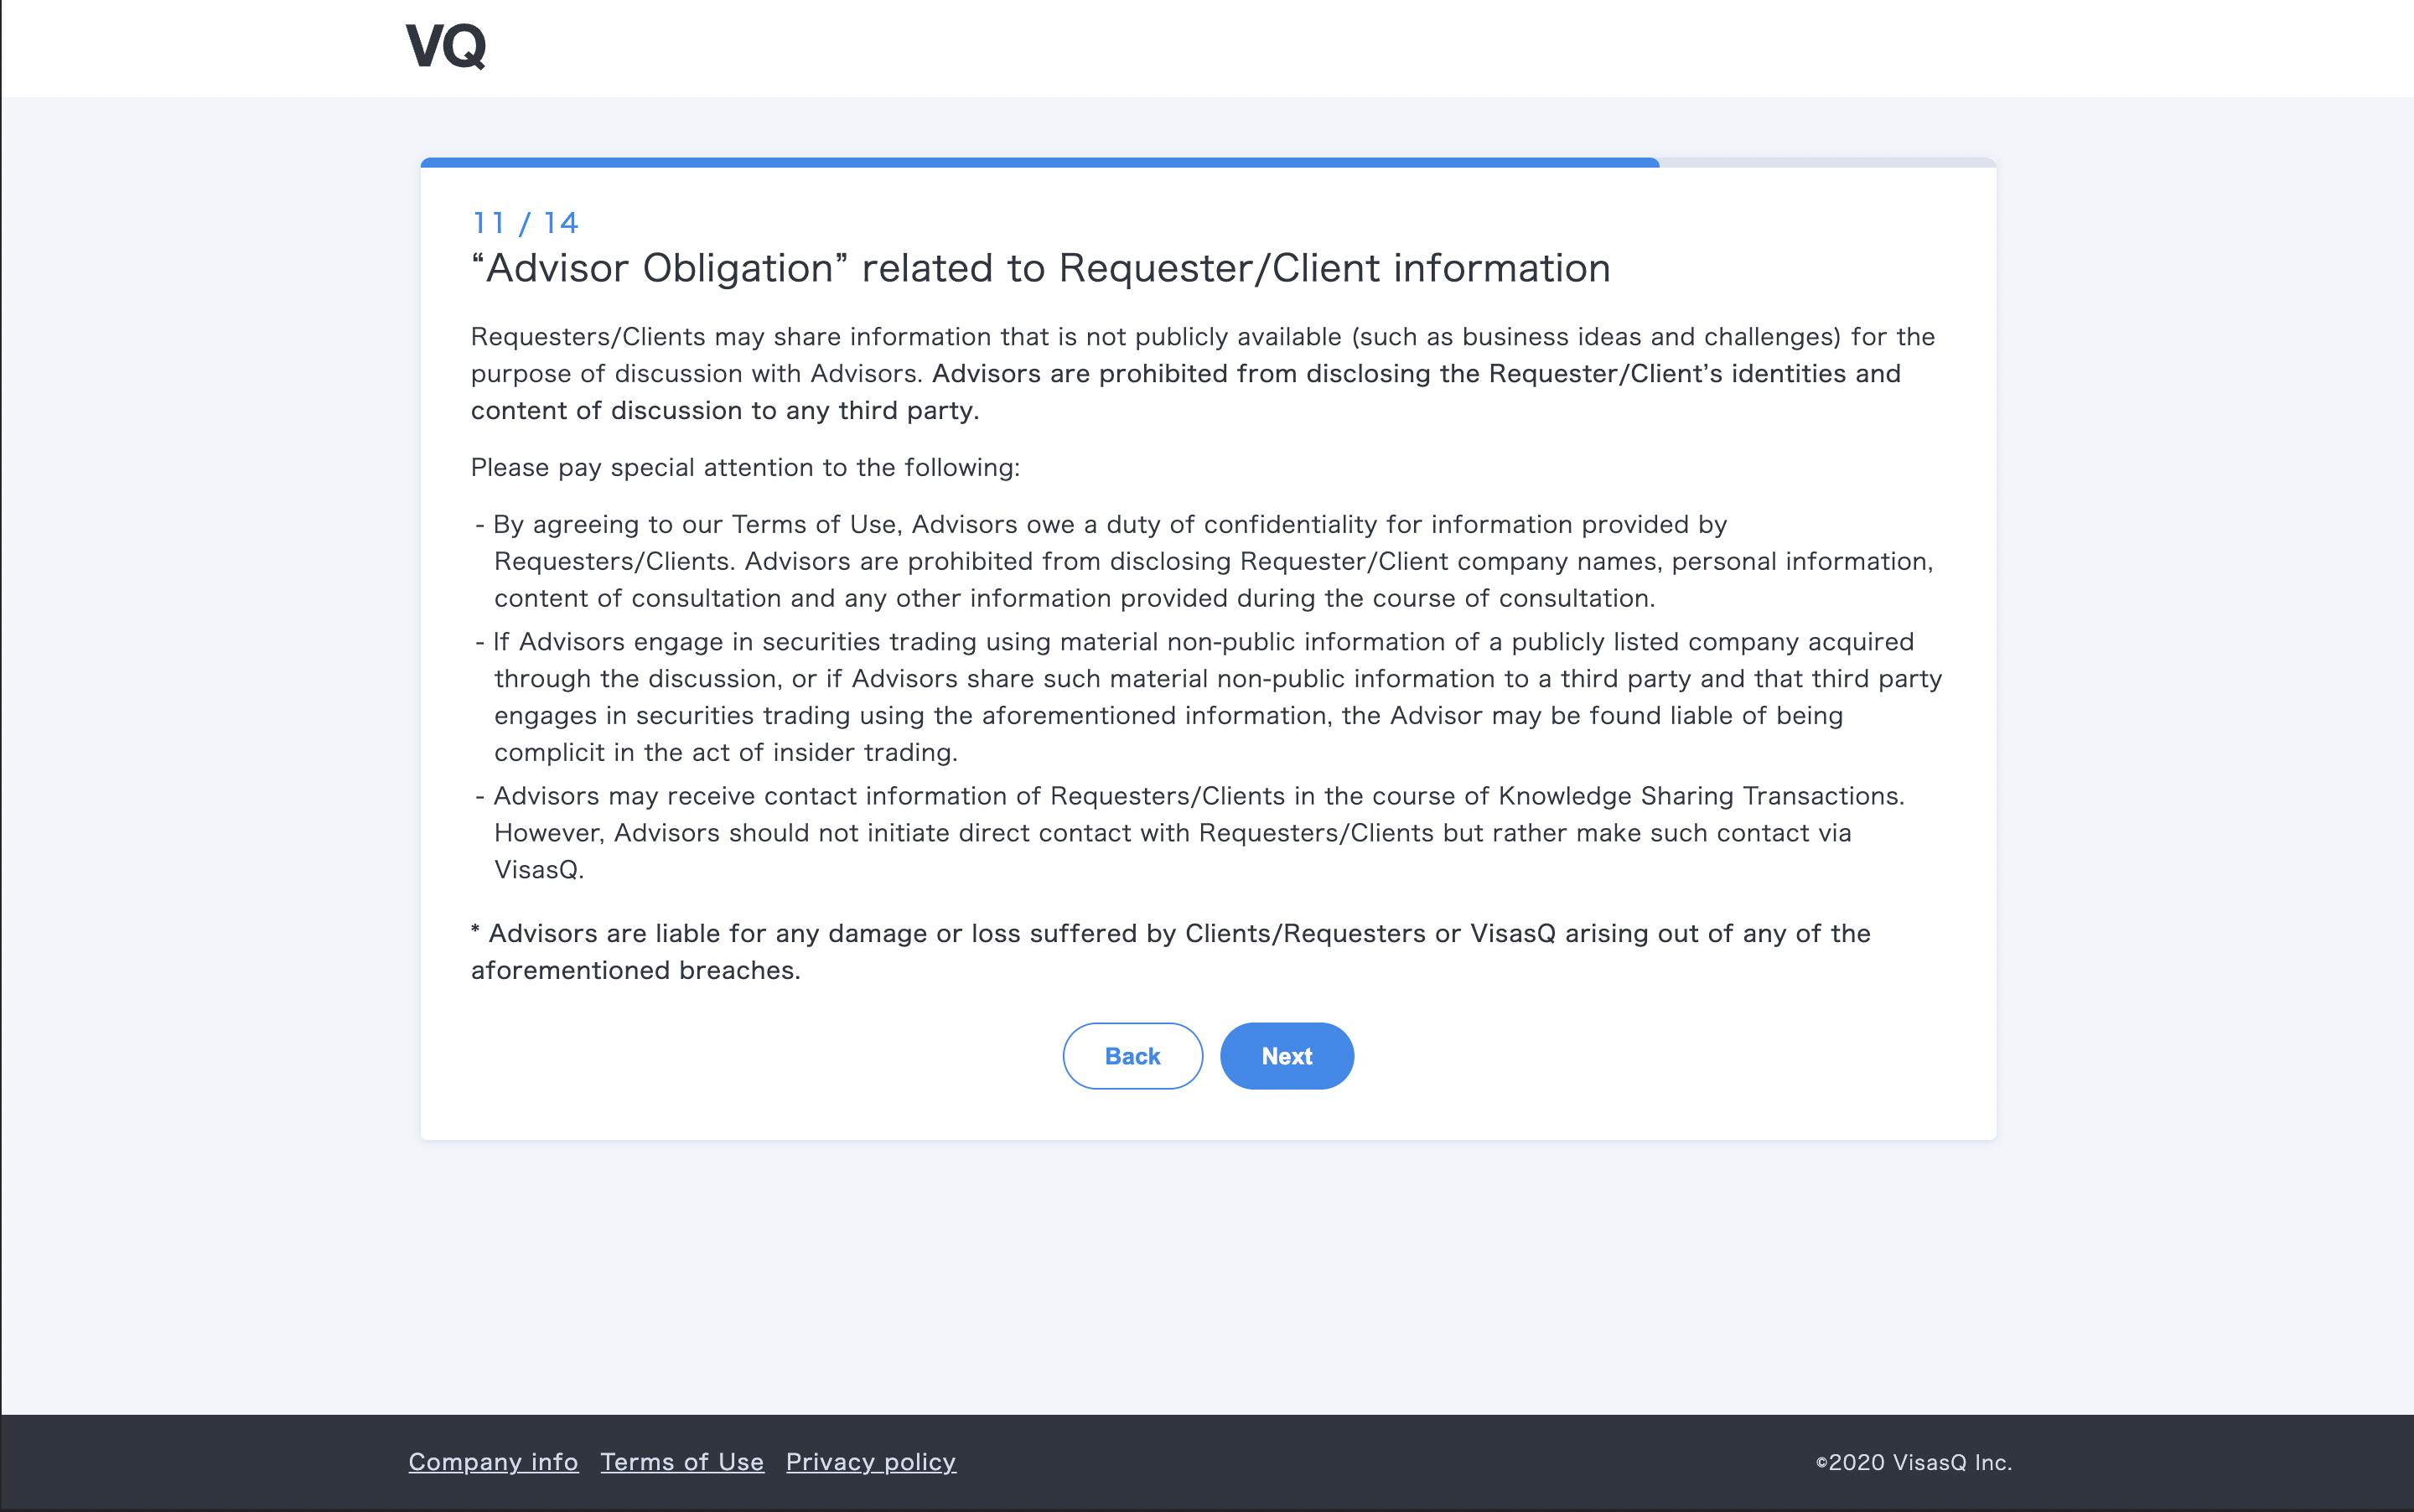 VQ
11 / 14
“Advisor Obligation” related to Requester/Client information
Requesters/Clients may share information that is not publicly available (such as business ideas and challenges) for the
purpose of discussion with Advisors. Advisors are prohibited from disclosing the Requester/Client’s identities and
content of discussion to any third party.
Please pay special attention to the following:
- By agreeing to our Terms of Use, Advisors owe a duty of confidentiality for information provided by
Requesters/Clients. Advisors are prohibited from disclosing Requester/Client company names, personal information,
content of consultation and any other information provided during the course of consultation.
- If Advisors engage in securities trading using material non-public information of a publicly listed company acquired
through the discussion, or if Advisors share such material non-public information to a third party and that third party
engages in securities trading using the aforementioned information, the Advisor may be found liable of being
complicit in the act of insider trading.
- Advisors may receive contact information of Requesters/Clients in the course of Knowledge Sharing Transactions.
However, Advisors should not initiate direct contact with Requesters/Clients but rather make such contact via
VisasQ.
* Advisors are liable for any damage or loss suffered by Clients/Requesters or VisasQ arising out of any of the
aforementioned breaches.
Back Next
Company info Terms of Use Privacy policy ©2020 VisasQ Inc.